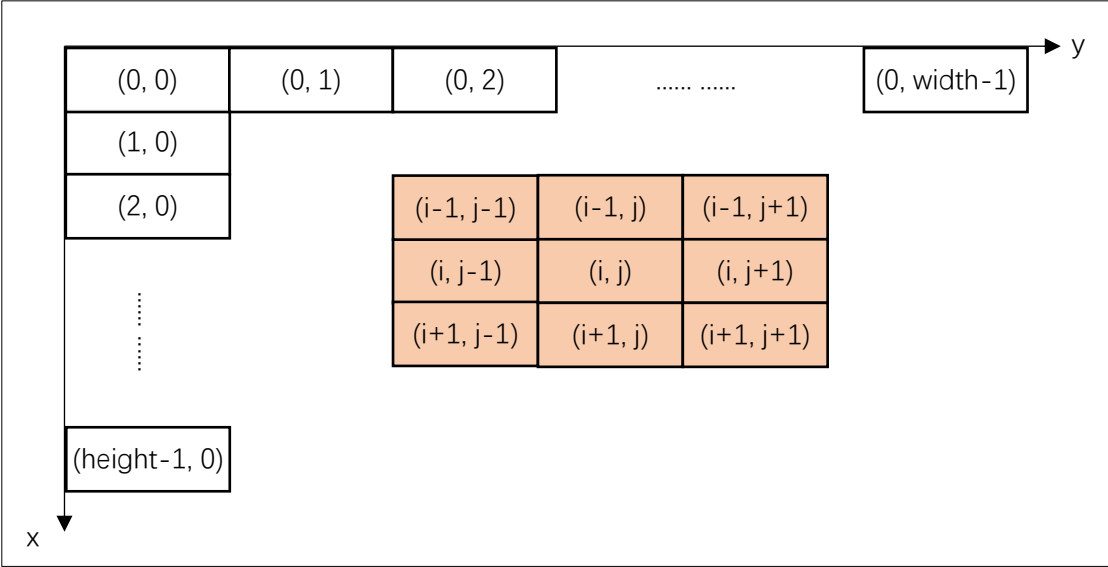 y
(0, 0) (0, 1) (0, 2) ...... ...... (0, width-1)
(1, 0)
(2, 0) (i-1, j-1) (i-1, j) (i-1, j+1)
(i, j-1) (i, j) (i, j+1)
...... ......
(i+1, j-1) (i+1, j) (i+1, j+1)
(height-1, 0)
x